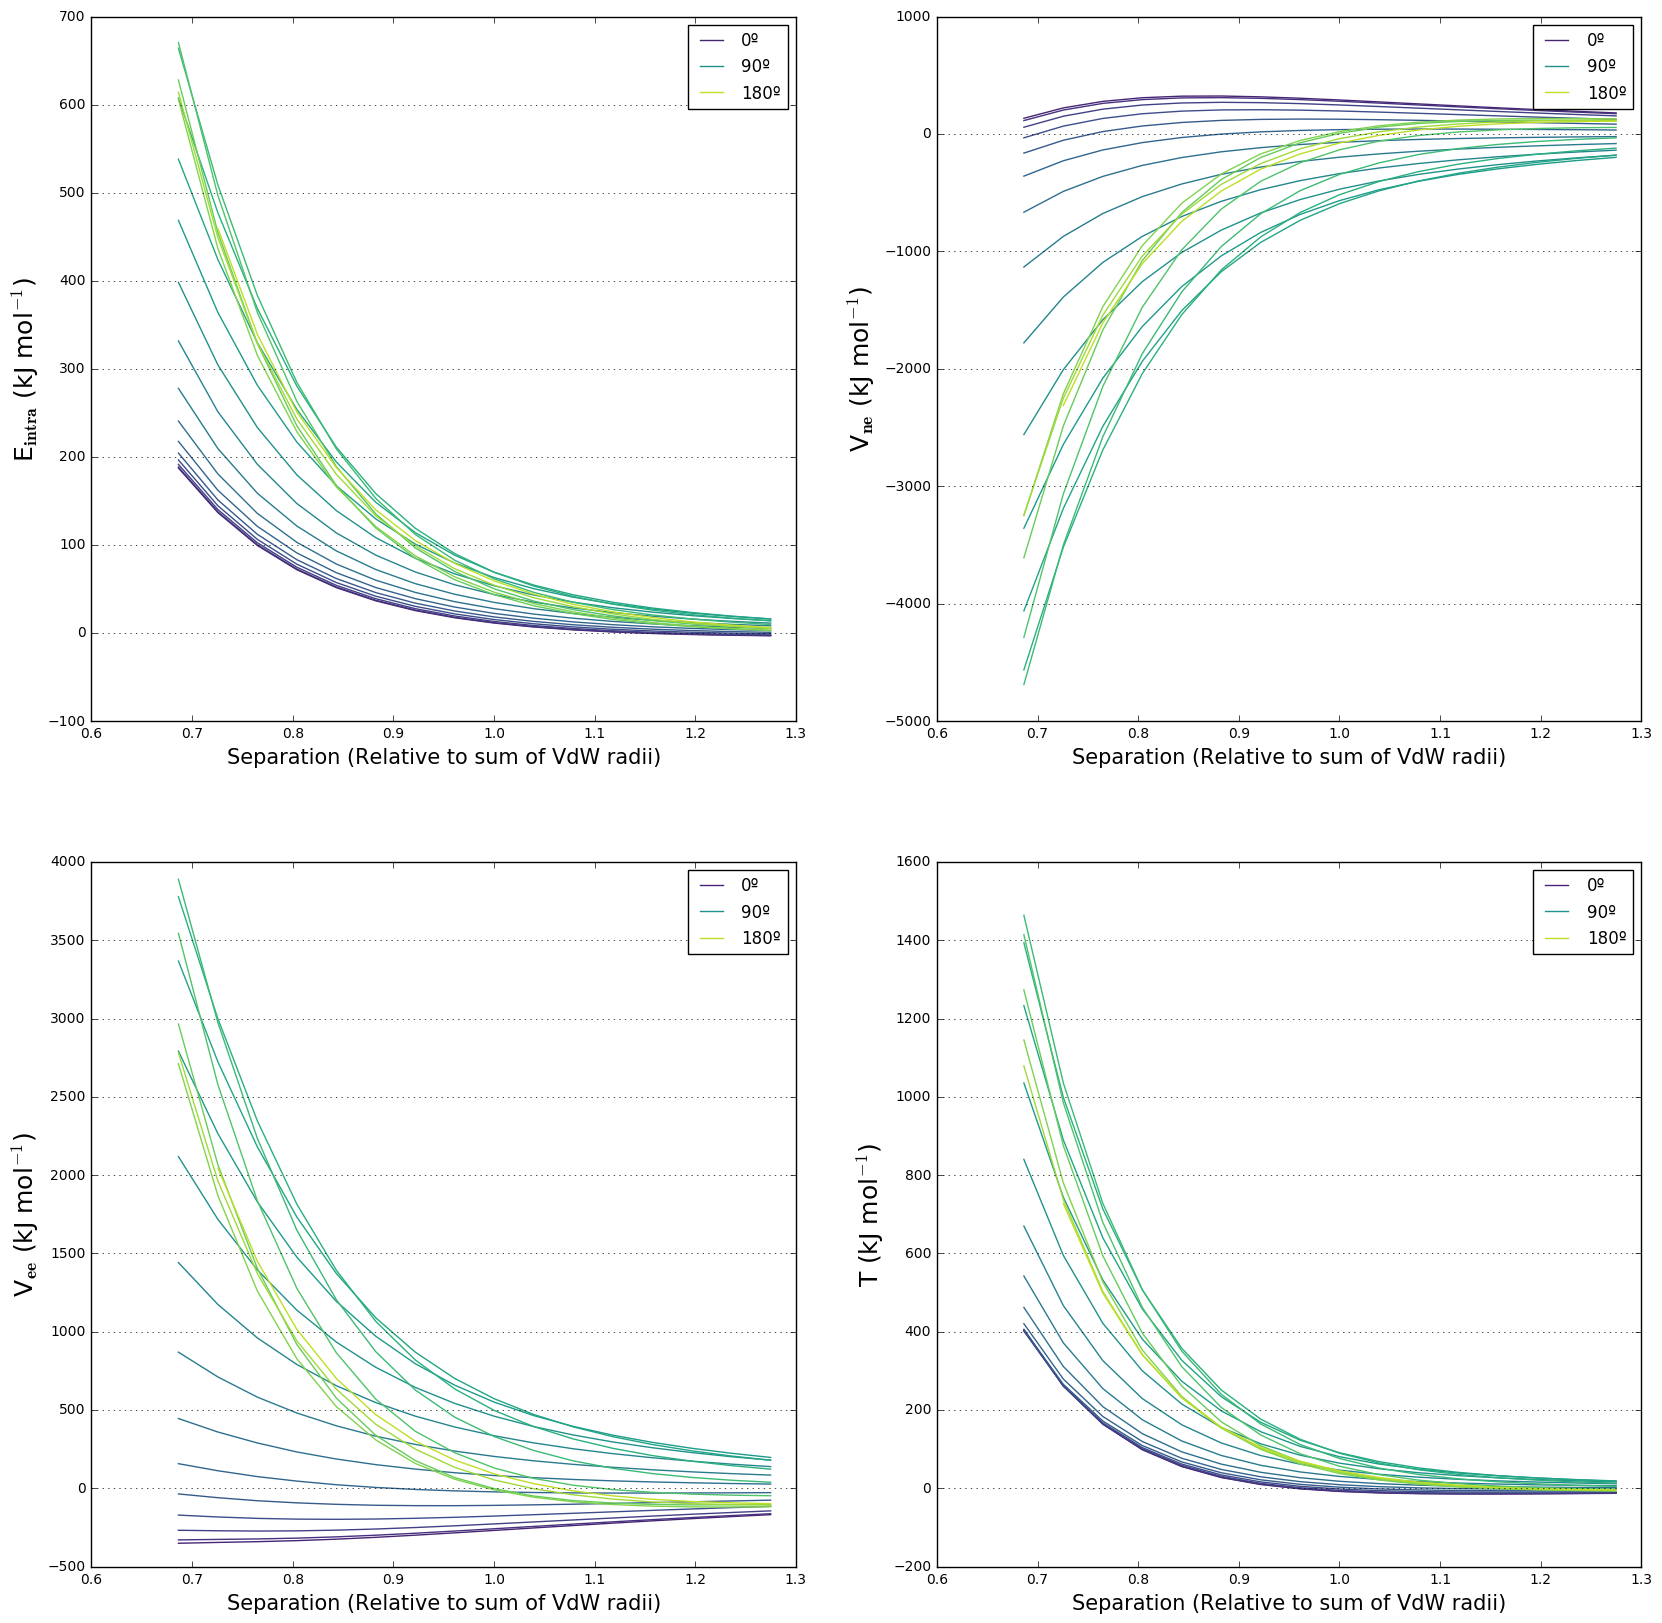 700
600
500
400
300
200
100
0
−100
0.6 0.7 0.8 0.9 1.0 1.1 1.2 1.3
Separation (Relative to sum of VdW radii)
E_intra (kJ mol⁻¹)
0º
90º
180º
1000
0
−1000
−2000
−3000
−4000
−5000
0.6 0.7 0.8 0.9 1.0 1.1 1.2 1.3
Separation (Relative to sum of VdW radii)
V_ne (kJ mol⁻¹)
0º
90º
180º
4000
3500
3000
2500
2000
1500
1000
500
0
−500
0.6 0.7 0.8 0.9 1.0 1.1 1.2 1.3
Separation (Relative to sum of VdW radii)
V_ee (kJ mol⁻¹)
0º
90º
180º
1600
1400
1200
1000
800
600
400
200
0
−200
0.6 0.7 0.8 0.9 1.0 1.1 1.2 1.3
Separation (Relative to sum of VdW radii)
T (kJ mol⁻¹)
0º
90º
180º